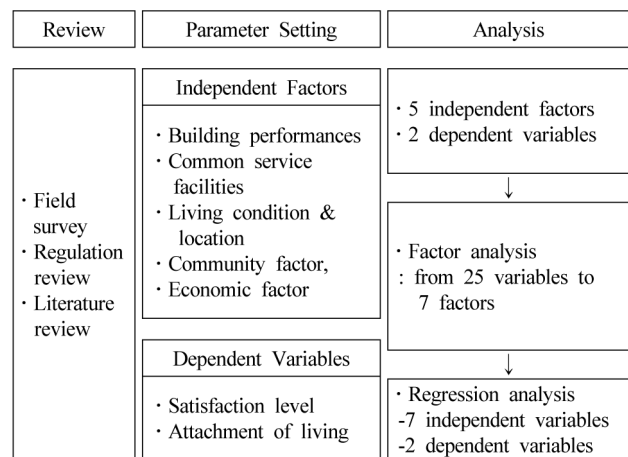 Review
Parameter Setting
Analysis
· Field
survey
· Regulation
review
· Literature
review
Independent Factors
· Building performances
· Common service
facilities
· Living condition &
location
· Community factor,
· Economic factor
Dependent Variables
· Satisfaction level
· Attachment of living
· 5 independent factors
· 2 dependent variables
↓
· Factor analysis
: from 25 variables to
7 factors
↓
· Regression analysis
-7 independent variables
-2 dependent variables